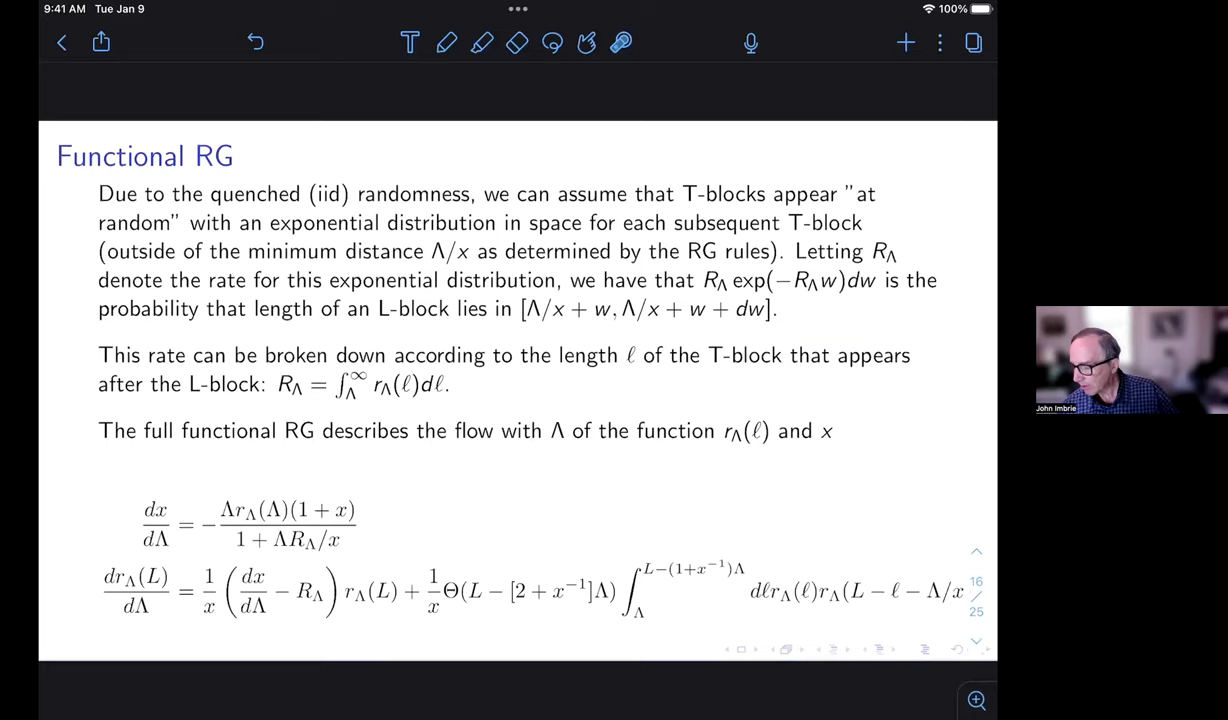 9:41 AM Tue Jan 9
100%
Functional RG
Due to the quenched (iid) randomness, we can assume that T-blocks appear "at
random" with an exponential distribution in space for each subsequent T-block
(outside of the minimum distance Λ/x as determined by the RG rules). Letting R_Λ
denote the rate for this exponential distribution, we have that R_Λ exp(−R_Λ w)dw is the
probability that length of an L-block lies in [Λ/x + w, Λ/x + w + dw].
This rate can be broken down according to the length ℓ of the T-block that appears
after the L-block: R_Λ = ∫_Λ^∞ r_Λ(ℓ)dℓ.
The full functional RG describes the flow with Λ of the function r_Λ(ℓ) and x
dx/dΛ = − Λr_Λ(Λ)(1 + x) / (1 + ΛR_Λ/x)
dr_Λ(L)/dΛ = 1/x (dx/dΛ − R_Λ) r_Λ(L) + 1/x Θ(L − [2 + x^{−1}]Λ) ∫_Λ^{L−(1+x^{−1})Λ} dℓ r_Λ(ℓ)r_Λ(L − ℓ − Λ/x
16
/
25
John Imbrie